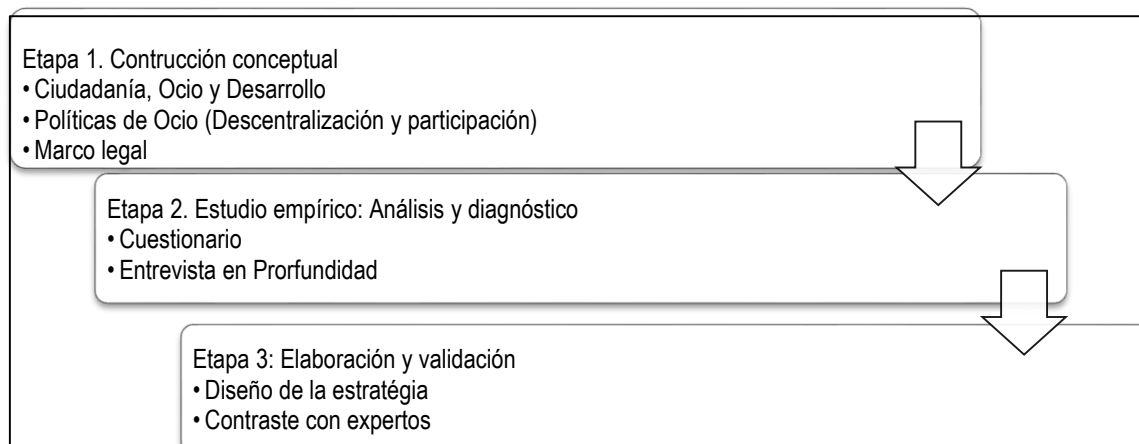 Etapa 1. Contrucción conceptual
• Ciudadanía, Ocio y Desarrollo
• Políticas de Ocio (Descentralización y participación)
• Marco legal
Etapa 2. Estudio empírico: Análisis y diagnóstico
• Cuestionario
• Entrevista en Prorfundidad
Etapa 3: Elaboración y validación
• Diseño de la estratégia
• Contraste con expertos